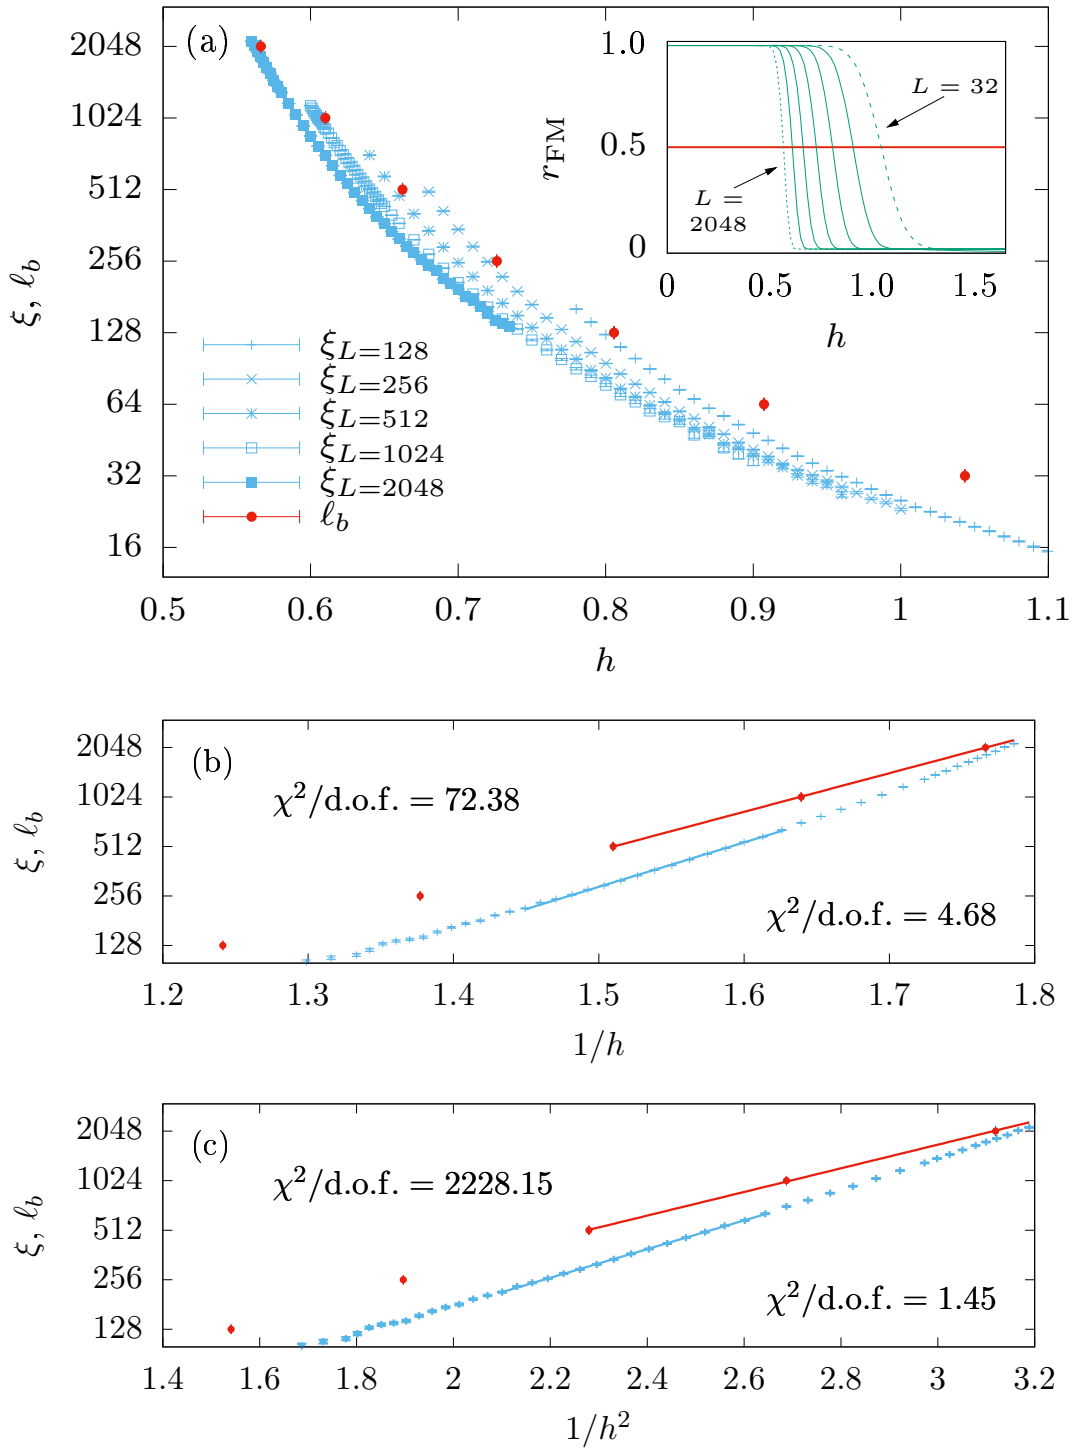 (a)
2048
1024
512
256
128
64
32
16
ξ, ℓ_b
ξ_{L=128}
ξ_{L=256}
ξ_{L=512}
ξ_{L=1024}
ξ_{L=2048}
ℓ_b
0.5 0.6 0.7 0.8 0.9 1 1.1
h
1.0
0.5
0
r_{FM}
L = 32
L =
2048
0 0.5 1.0 1.5
h
(b)
2048
1024
512
256
128
ξ, ℓ_b
χ²/d.o.f. = 72.38
χ²/d.o.f. = 4.68
1.2 1.3 1.4 1.5 1.6 1.7 1.8
1/h
(c)
2048
1024
512
256
128
ξ, ℓ_b
χ²/d.o.f. = 2228.15
χ²/d.o.f. = 1.45
1.4 1.6 1.8 2 2.2 2.4 2.6 2.8 3 3.2
1/h²